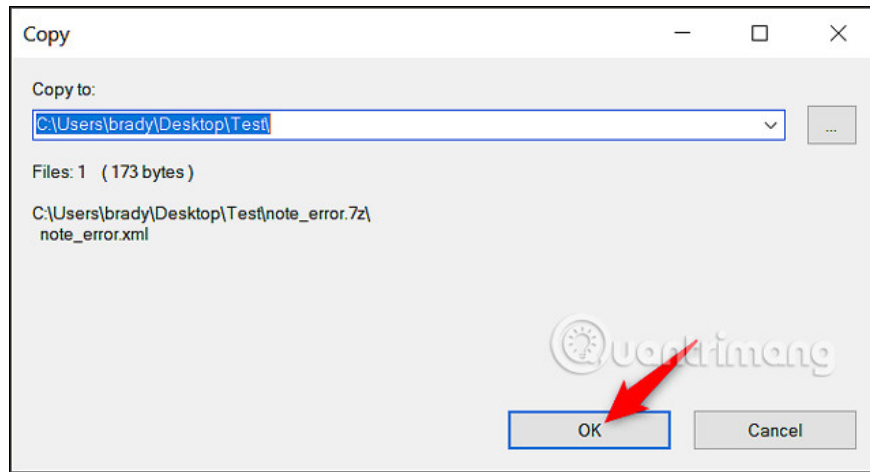 Copy
Copy to:
C:\Users\brady\Desktop\Test\
...
Files: 1 ( 173 bytes )
C:\Users\brady\Desktop\Test\note_error.7z\
note_error.xml
Quantrimang
OK
Cancel